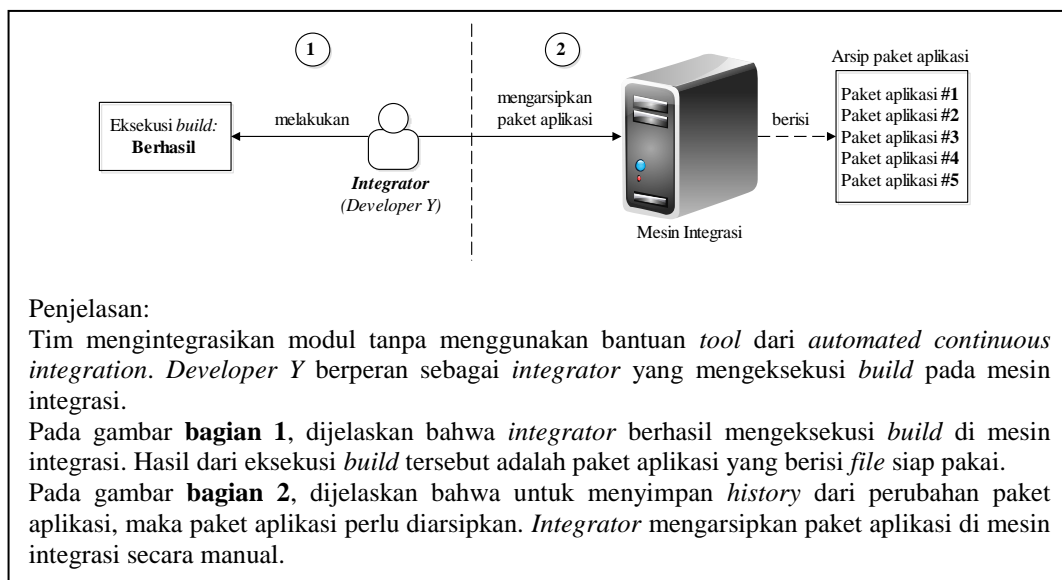 1
2
Arsip paket aplikasi
Eksekusi build:
Berhasil
melakukan
Integrator
(Developer Y)
mengarsipkan
paket aplikasi
Mesin Integrasi
berisi
Paket aplikasi #1
Paket aplikasi #2
Paket aplikasi #3
Paket aplikasi #4
Paket aplikasi #5
Penjelasan:
Tim mengintegrasikan modul tanpa menggunakan bantuan tool dari automated continuous
integration. Developer Y berperan sebagai integrator yang mengeksekusi build pada mesin
integrasi.
Pada gambar bagian 1, dijelaskan bahwa integrator berhasil mengeksekusi build di mesin
integrasi. Hasil dari eksekusi build tersebut adalah paket aplikasi yang berisi file siap pakai.
Pada gambar bagian 2, dijelaskan bahwa untuk menyimpan history dari perubahan paket
aplikasi, maka paket aplikasi perlu diarsipkan. Integrator mengarsipkan paket aplikasi di mesin
integrasi secara manual.